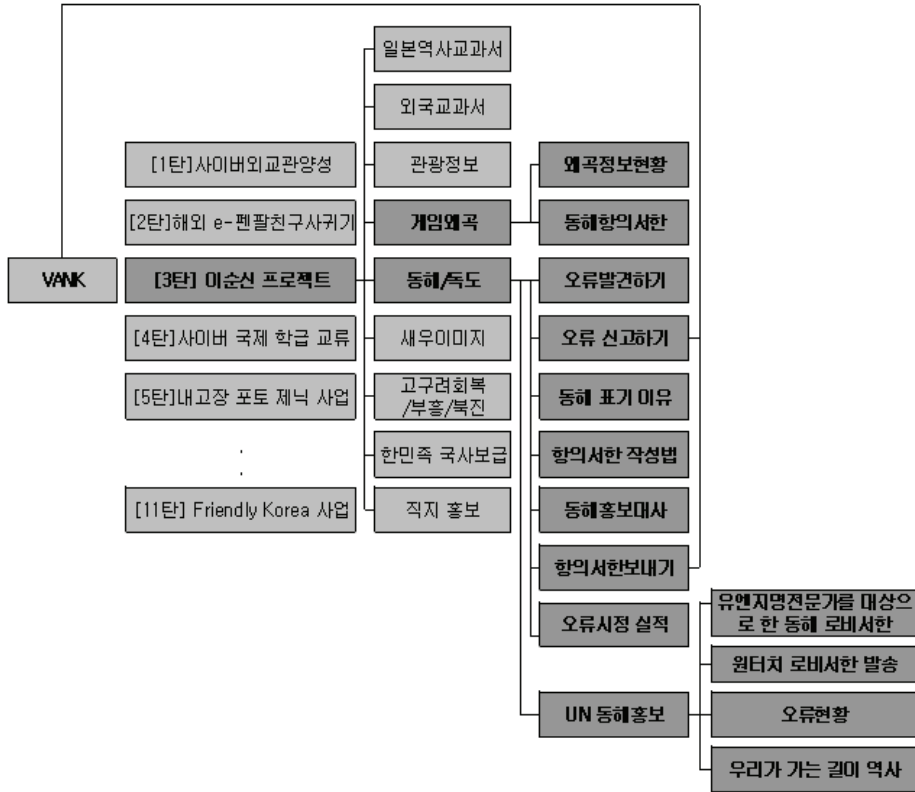 VANK
[1탄]사이버외교관양성
[2탄]해외 e-펜팔친구사귀기
[3탄] 이순신 프로젝트
[4탄]사이버 국제 학급 교류
[5탄]내고장 포토 제닉 사업
:
[11탄] Friendly Korea 사업
일본역사교과서
외국교과서
관광정보
게임왜곡
동해/독도
새우이미지
고구려회복
/부흥/북진
한민족 국사보급
직지 홍보
왜곡정보현황
동해항의서한
오류발견하기
오류 신고하기
동해 표기 이유
항의서한 작성법
동해홍보대사
항의서한보내기
오류시정 실적
UN 동해홍보
유엔지명전문가를 대상으
로 한 동해 로비서한
원터치 로비서한 발송
오류현황
우리가 가는 길이 역사